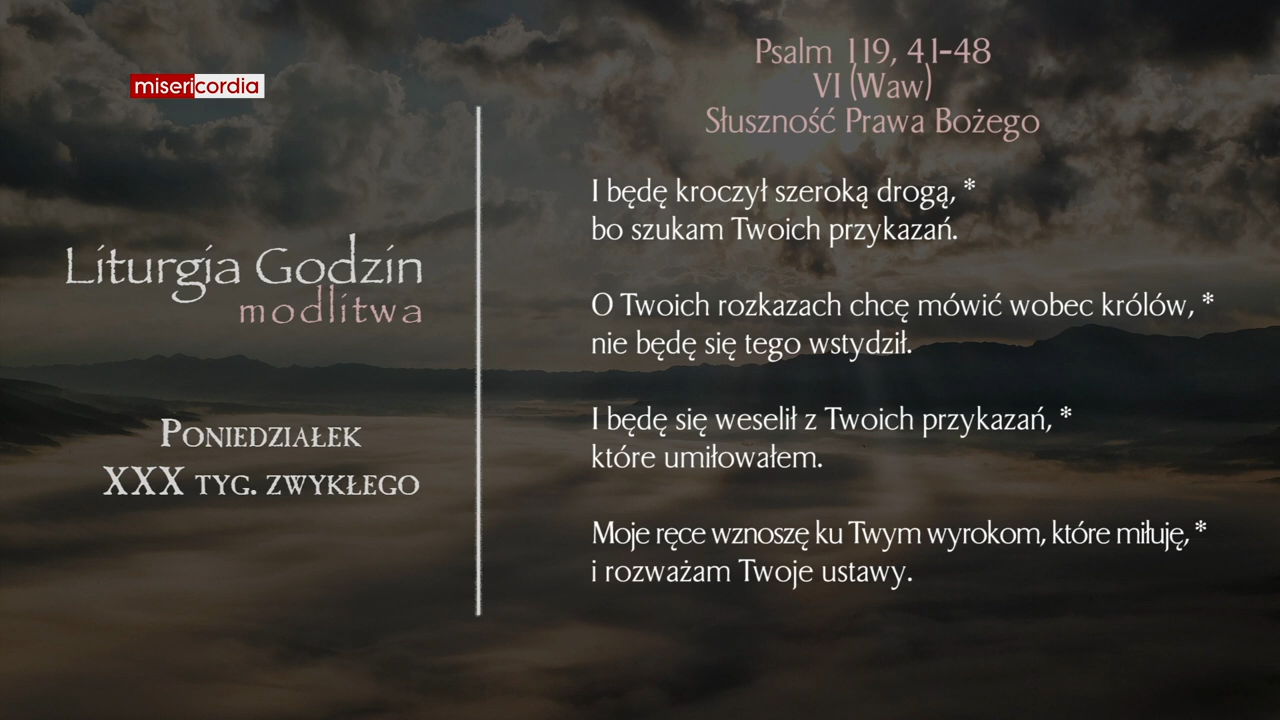 misericordia
Liturgia Godzin
modlitwa
Poniedziałek
XXX tyg. zwykłego
Psalm 119, 41-48
VI (Waw)
Słuszność Prawa Bożego
I będę kroczył szeroką drogą, *
bo szukam Twoich przykazań.
O Twoich rozkazach chcę mówić wobec królów, *
nie będę się tego wstydził.
I będę się weselił z Twoich przykazań, *
które umiłowałem.
Moje ręce wznoszę ku Twym wyrokom, które miłuję, *
i rozważam Twoje ustawy.